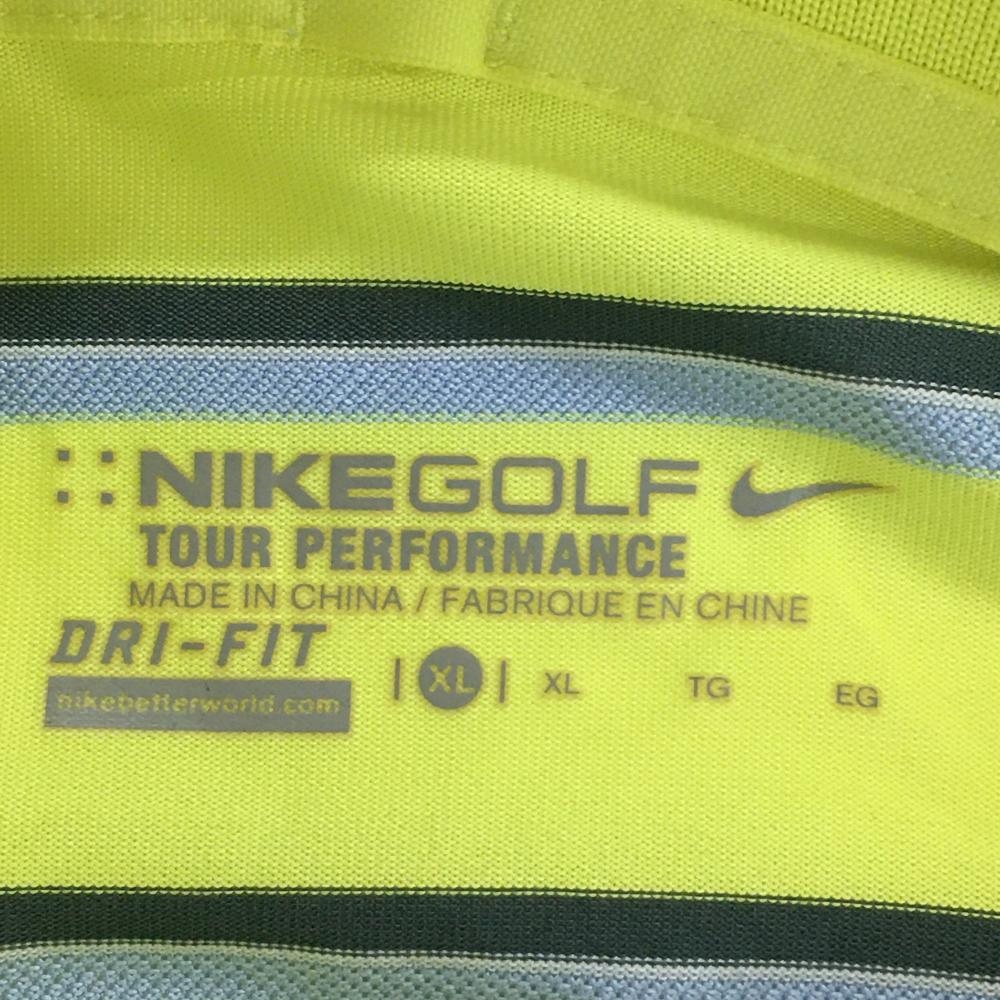 NIKEGOLF
TOUR PERFORMANCE
MADE IN CHINA / FABRIQUE EN CHINE
DRI-FIT
nikebetterworld.com
| XL | XL TG EG